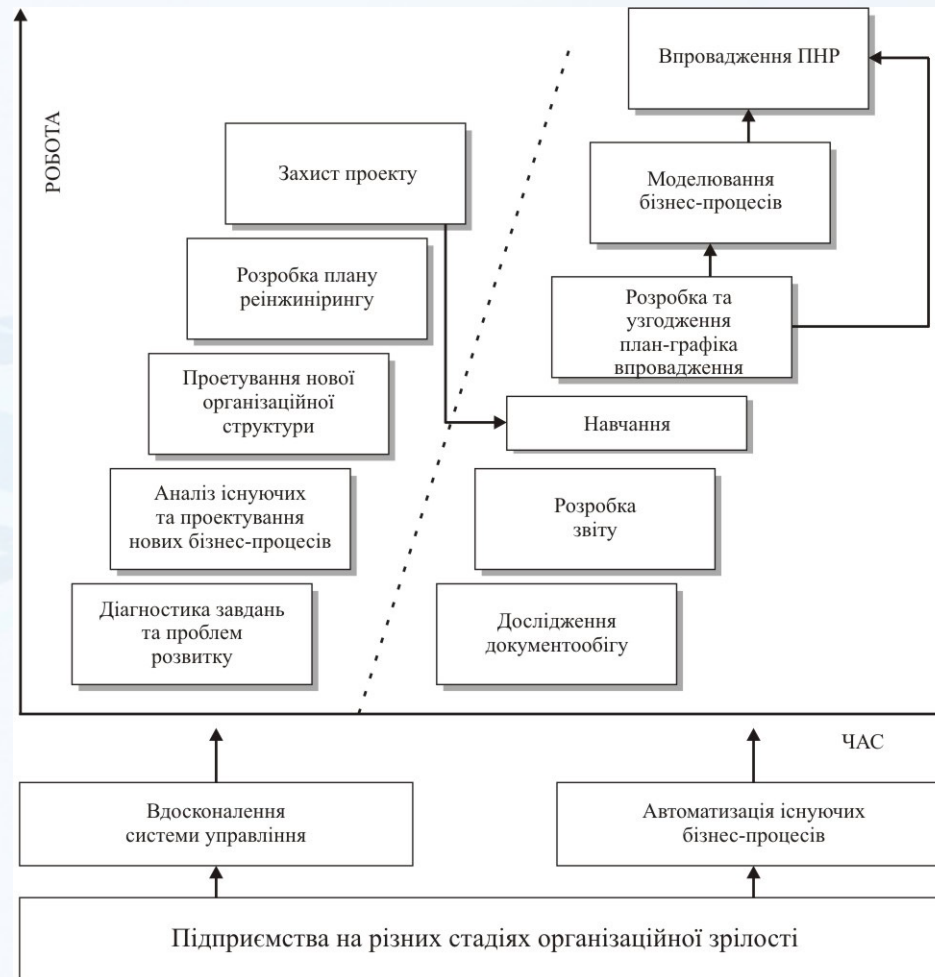 РОБОТА
Впровадження ПНР
Захист проекту
Моделювання
бізнес-процесів
Розробка плану
реінжинірингу
Розробка та
узгодження
план-графіка
впровадження
Проетування нової
організаційної
структури
Навчання
Аналіз існуючих
та проектування
нових бізнес-процесів
Розробка
звіту
Діагностика завдань
та проблем
розвитку
Дослідження
документообігу
ЧАС
Вдосконалення
системи управління
Автоматизація існуючих
бізнес-процесів
Підприємства на різних стадіях організаційної зрілості